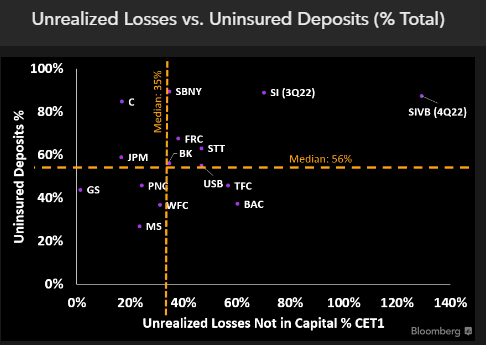 Unrealized Losses vs. Uninsured Deposits (% Total)
100%
80%
60%
40%
20%
0%
Uninsured Deposits %
Median: 35%
Median: 56%
C
SBNY
SI (3Q22)
SIVB (4Q22)
FRC
STT
JPM
BK
USB
GS
PNC
TFC
WFC
BAC
MS
0%
20%
40%
60%
80%
100%
120%
140%
Unrealized Losses Not in Capital % CET1
Bloomberg